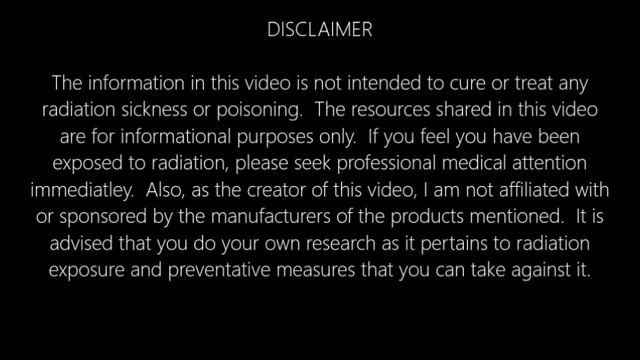 DISCLAIMER
The information in this video is not intended to cure or treat any
radiation sickness or poisoning.  The resources shared in this video
are for informational purposes only.  If you feel you have been
exposed to radiation, please seek professional medical attention
immediatley.  Also, as the creator of this video, I am not affiliated with
or sponsored by the manufacturers of the products mentioned.  It is
advised that you do your own research as it pertains to radiation
exposure and preventative measures that you can take against it.